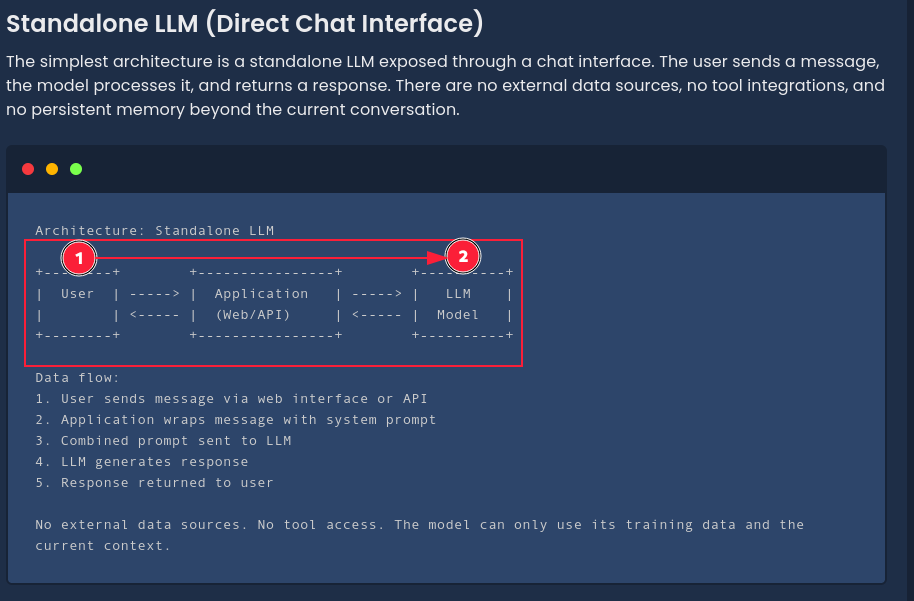 Standalone LLM (Direct Chat Interface)
The simplest architecture is a standalone LLM exposed through a chat interface. The user sends a message,
the model processes it, and returns a response. There are no external data sources, no tool integrations, and
no persistent memory beyond the current conversation.
Architecture: Standalone LLM
1 2
+--------+ +----------------+ +----------+
| User | -----> | Application | -----> | LLM |
| | <----- | (Web/API) | <----- | Model |
+--------+ +----------------+ +----------+
Data flow:
1. User sends message via web interface or API
2. Application wraps message with system prompt
3. Combined prompt sent to LLM
4. LLM generates response
5. Response returned to user
No external data sources. No tool access. The model can only use its training data and the
current context.